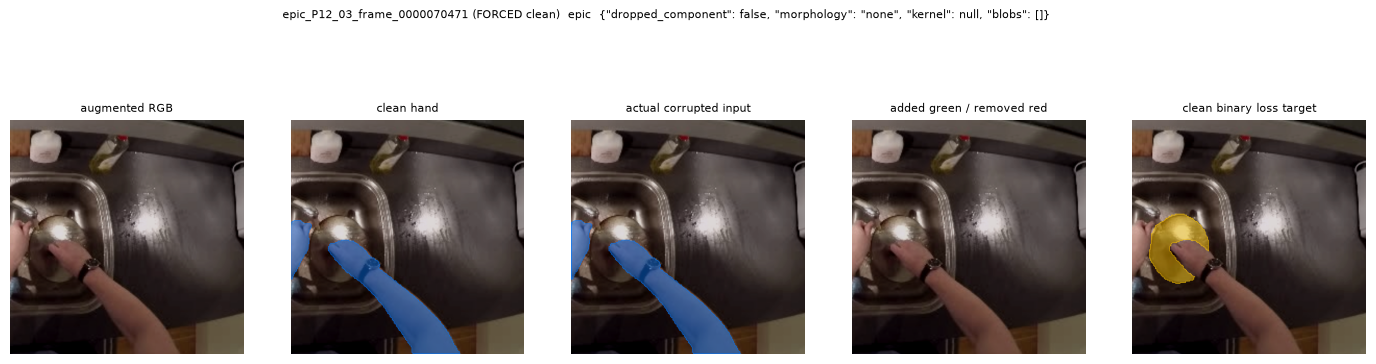 epic_P12_03_frame_0000070471 (FORCED clean)  epic  {"dropped_component": false, "morphology": "none", "kernel": null, "blobs": []}
augmented RGB
clean hand
actual corrupted input
added green / removed red
clean binary loss target